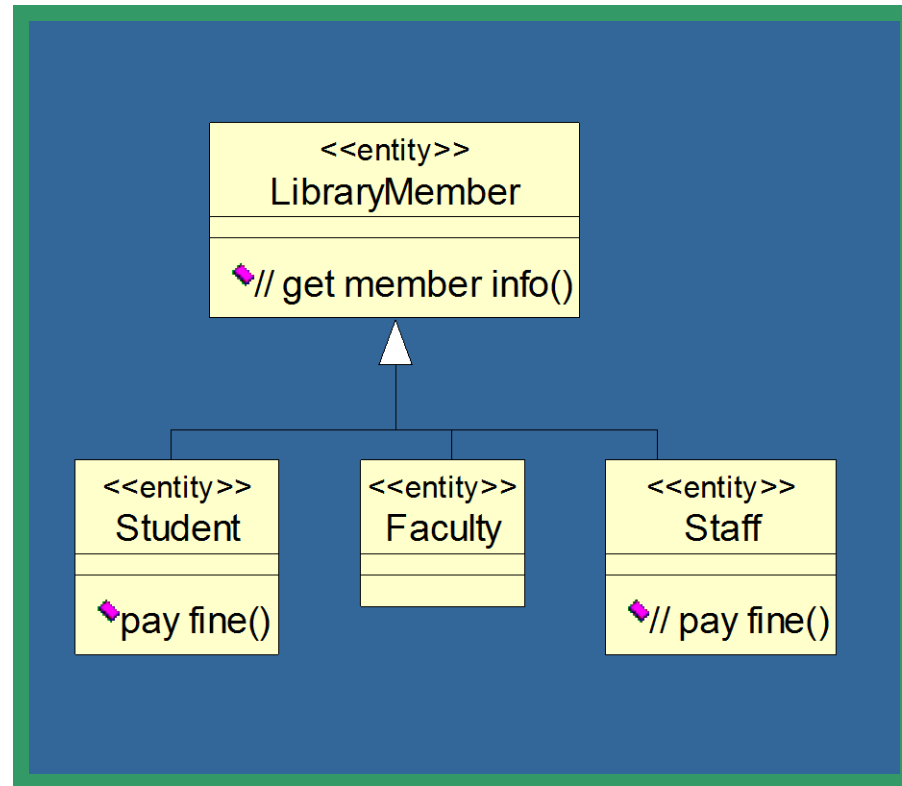 <<entity>>
LibraryMember
// get member info()
<<entity>>
Student
pay fine()
<<entity>>
Faculty
<<entity>>
Staff
// pay fine()